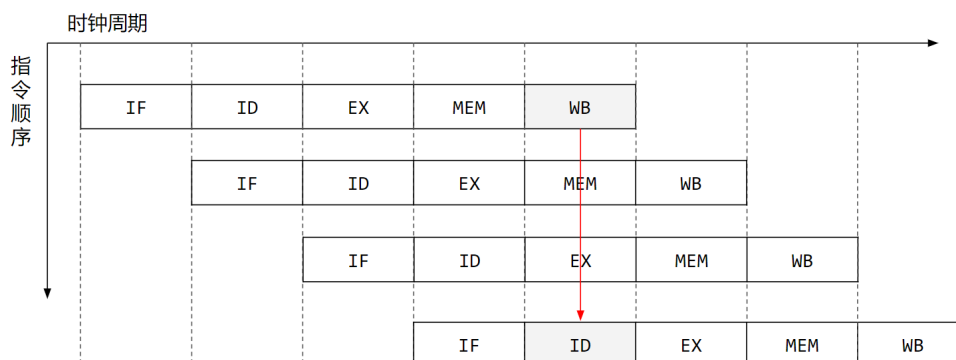 时钟周期
指令顺序
IF ID EX MEM WB
IF ID EX MEM WB
IF ID EX MEM WB
IF ID EX MEM WB